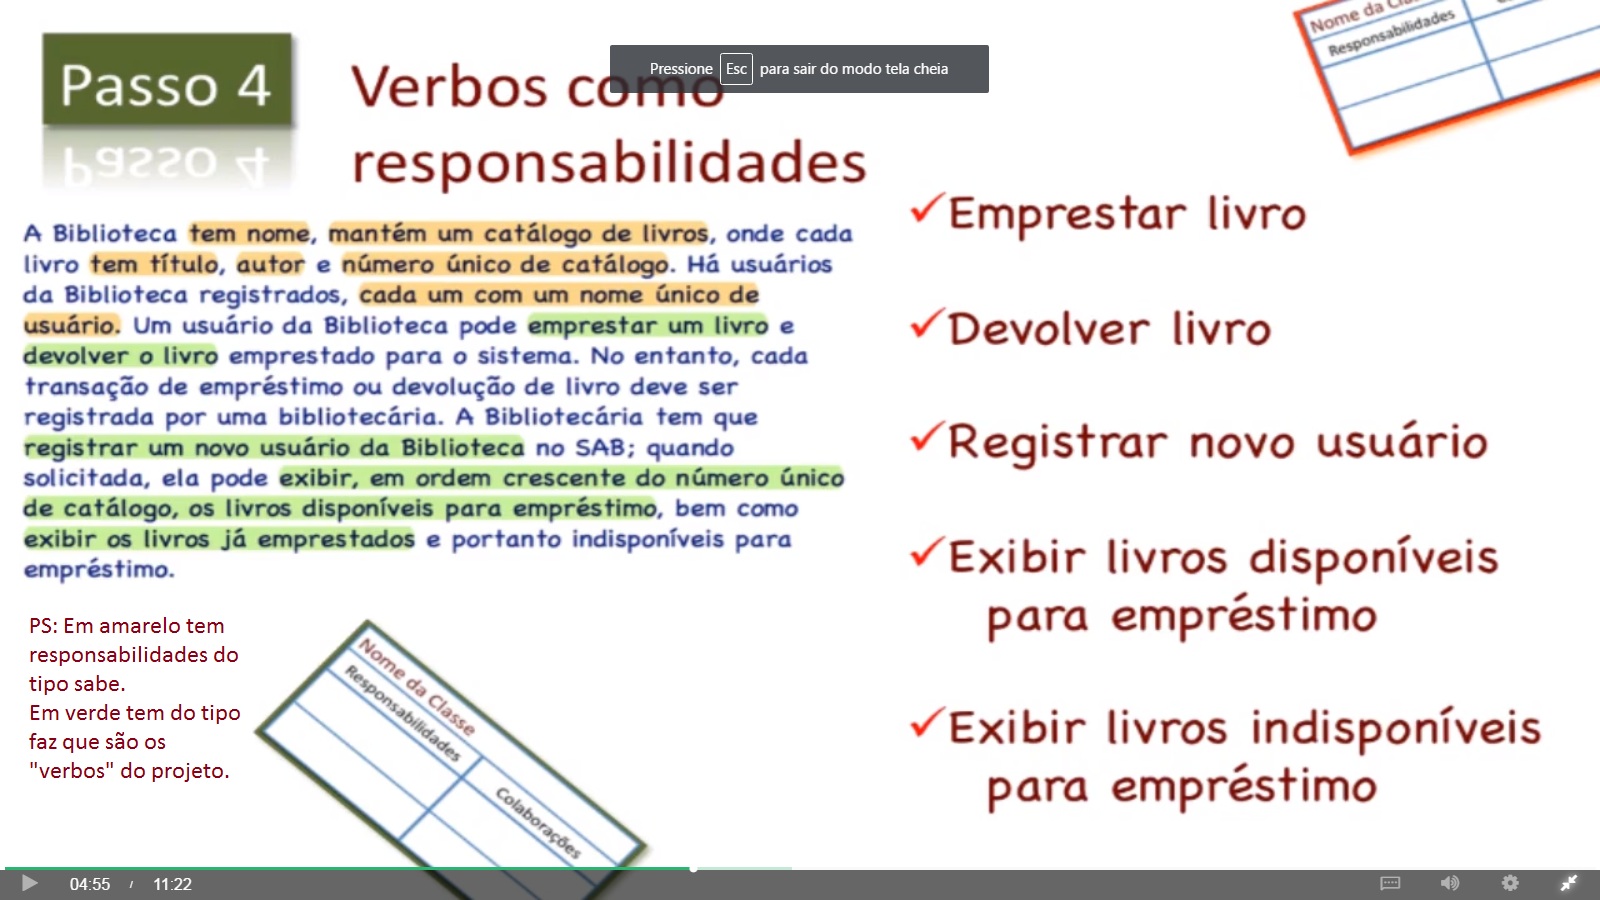 Passo 4
Verbos como
responsabilidades
Pressione Esc para sair do modo tela cheia
Nome da
Responsabilidades
A Biblioteca tem nome, mantém um catálogo de livros, onde cada
livro tem título, autor e número único de catálogo. Há usuários
da Biblioteca registrados, cada um com um nome único de
usuário. Um usuário da Biblioteca pode emprestar um livro e
devolver o livro emprestado para o sistema. No entanto, cada
transação de empréstimo ou devolução de livro deve ser
registrada por uma bibliotecária. A Bibliotecária tem que
registrar um novo usuário da Biblioteca no SAB; quando
solicitada, ela pode exibir, em ordem crescente do número único
de catálogo, os livros disponíveis para empréstimo, bem como
exibir os livros já emprestados e portanto indisponíveis para
empréstimo.
✓Emprestar livro
✓Devolver livro
✓Registrar novo usuário
✓Exibir livros disponíveis
para empréstimo
✓Exibir livros indisponíveis
para empréstimo
PS: Em amarelo tem
responsabilidades do
tipo sabe.
Em verde tem do tipo
faz que são os
"verbos" do projeto.
Nome da Classe
Responsabilidades
Colaborações
04:55 / 11:22